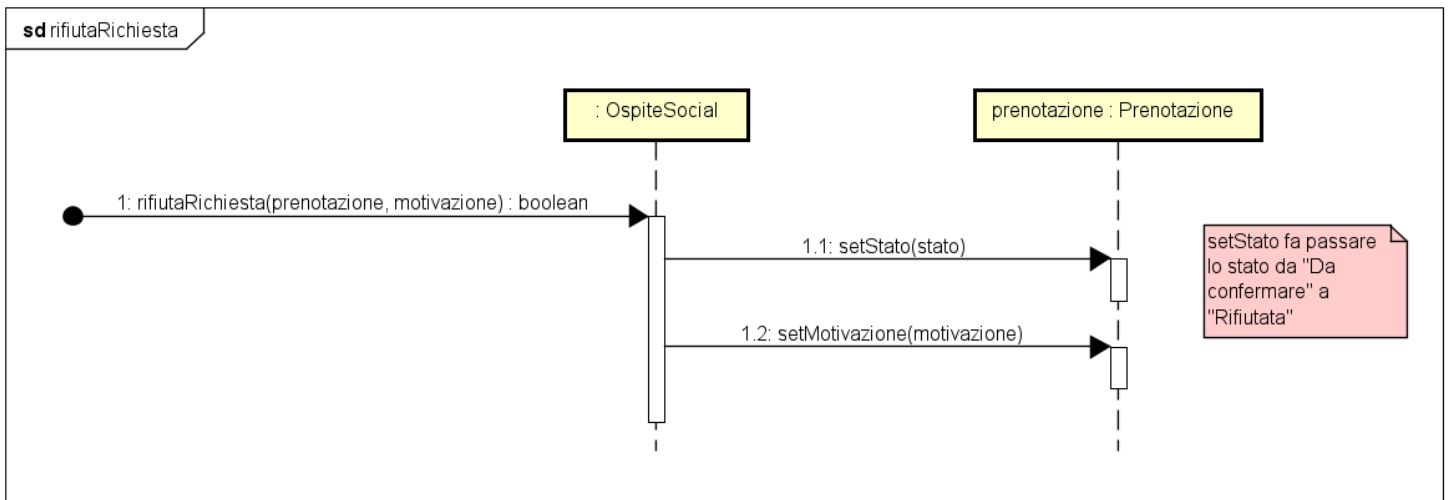 sd rifiutaRichiesta
: OspiteSocial
prenotazione : Prenotazione
1: rifiutaRichiesta(prenotazione, motivazione) : boolean
1.1: setStato(stato)
setStato fa passare
lo stato da "Da
confermare" a
"Rifiutata"
1.2: setMotivazione(motivazione)